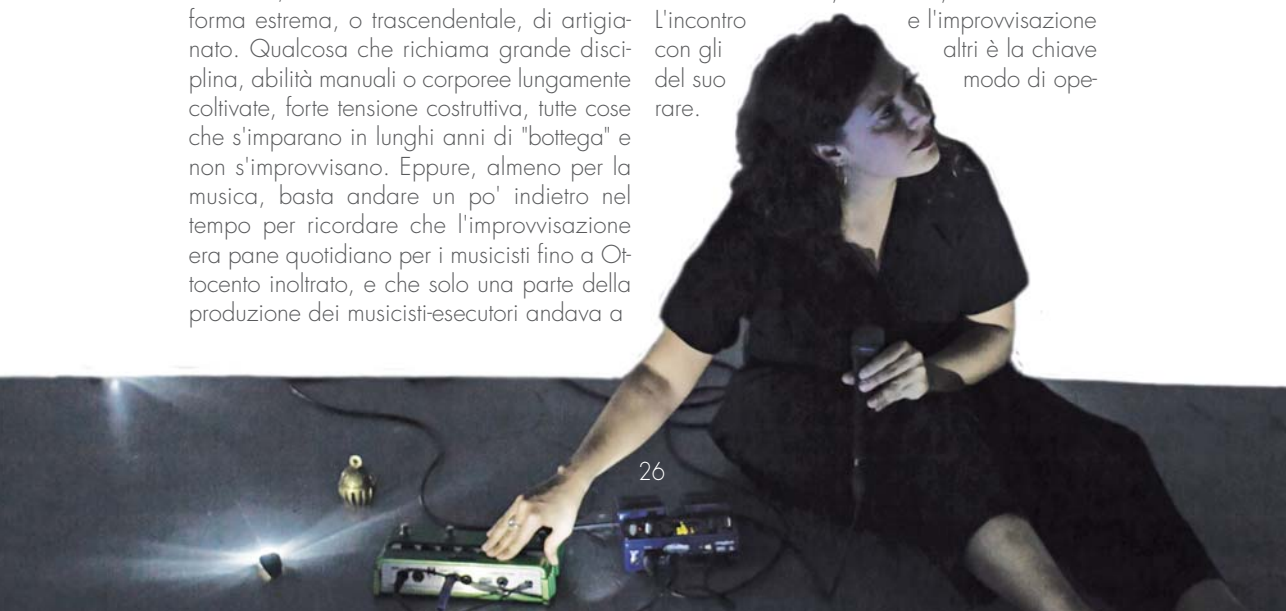 forma estrema, o trascendentale, di artigia-
nato. Qualcosa che richiama grande disci-
plina, abilità manuali o corporee lungamente
coltivate, forte tensione costruttiva, tutte cose
che s'imparano in lunghi anni di "bottega" e
non s'improvvisano. Eppure, almeno per la
musica, basta andare un po' indietro nel
tempo per ricordare che l'improvvisazione
era pane quotidiano per i musicisti fino a Ot-
tocento inoltrato, e che solo una parte della
produzione dei musicisti-esecutori andava a
L'incontro e l'improvvisazione
con gli altri è la chiave
del suo modo di ope-
rare.
26